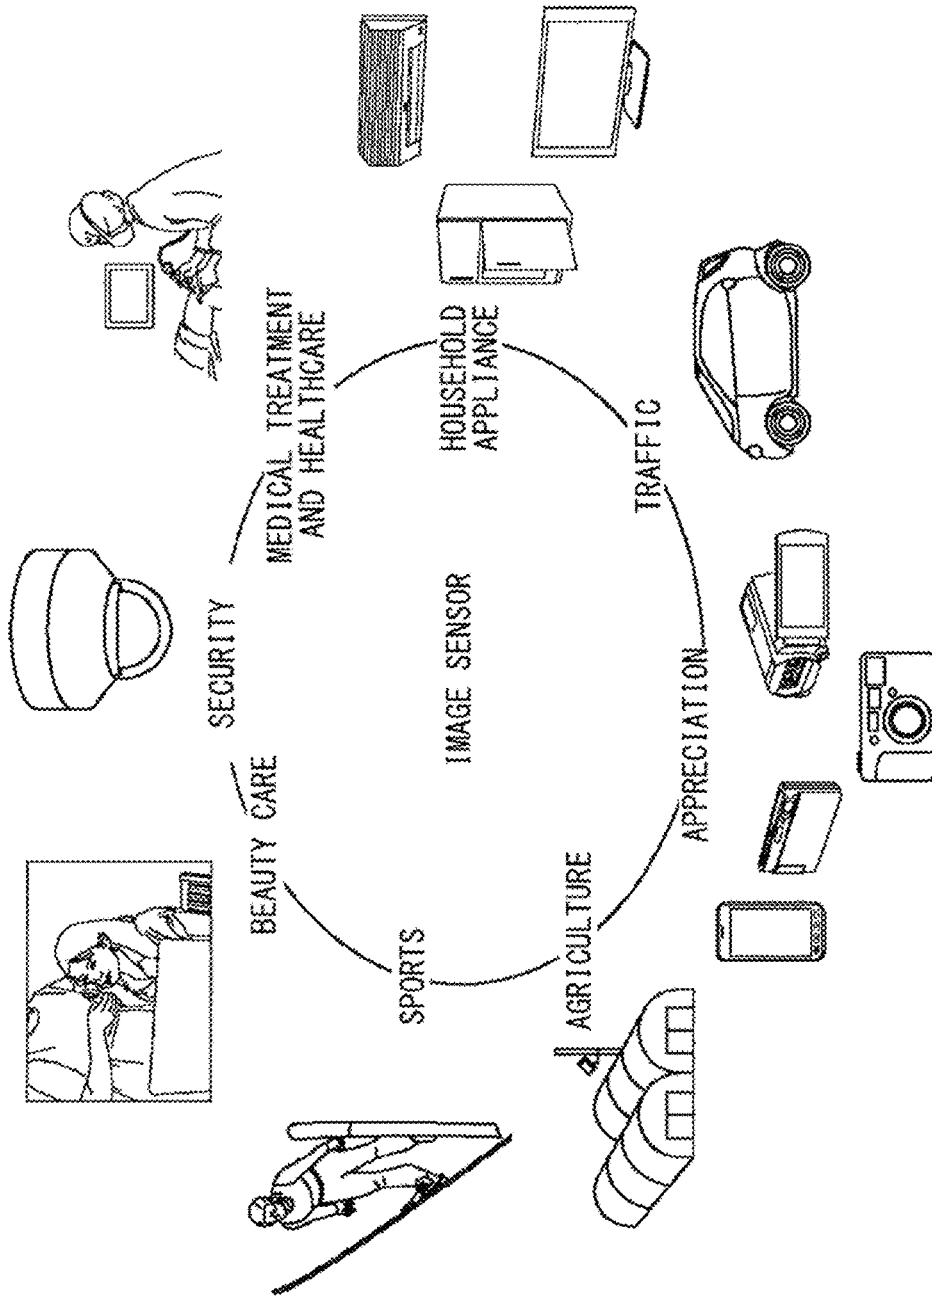 SECURITY
BEAUTY CARE
MEDICAL TREATMENT
AND HEALTHCARE
SPORTS
IMAGE SENSOR
HOUSEHOLD
APPLIANCE
AGRICULTURE
TRAFFIC
APPRECIATION